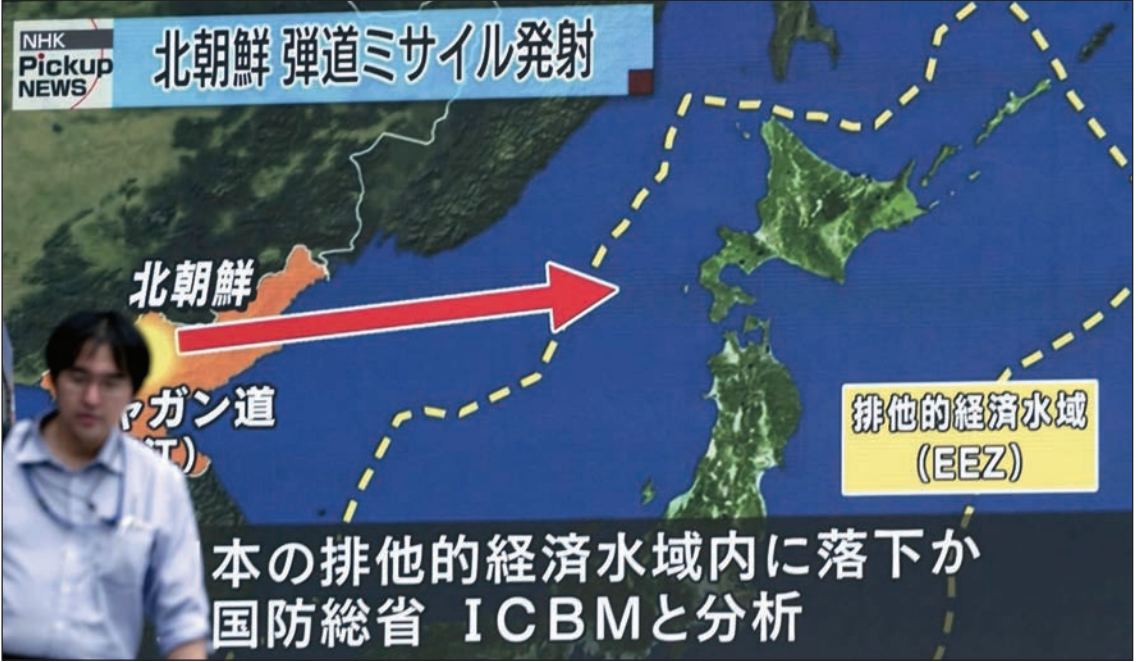 NHK
Pickup
NEWS
北朝鮮 弾道ミサイル発射
北朝鮮
ャガン道
江)
排他的経済水域
(EEZ)
本の排他的経済水域内に落下か
国防総省 ICBMと分析